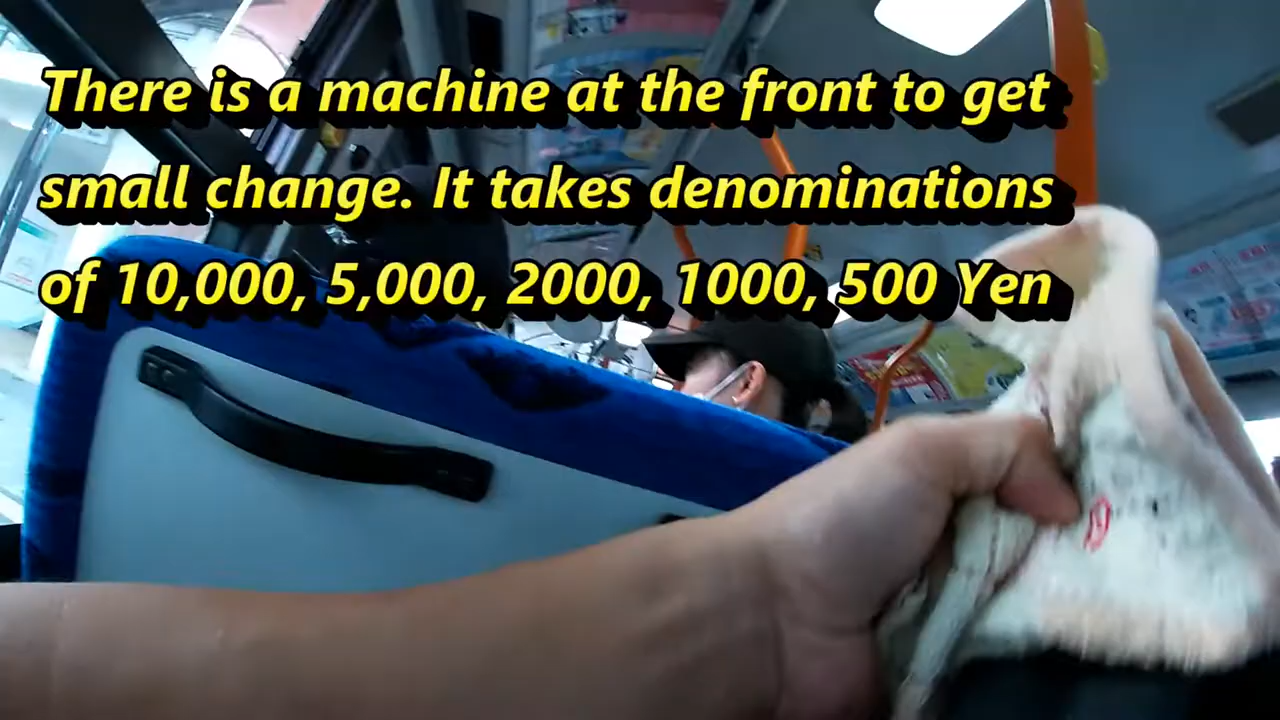 There is a machine at the front to get
small change. It takes denominations
of 10,000, 5,000, 2000, 1000, 500 Yen